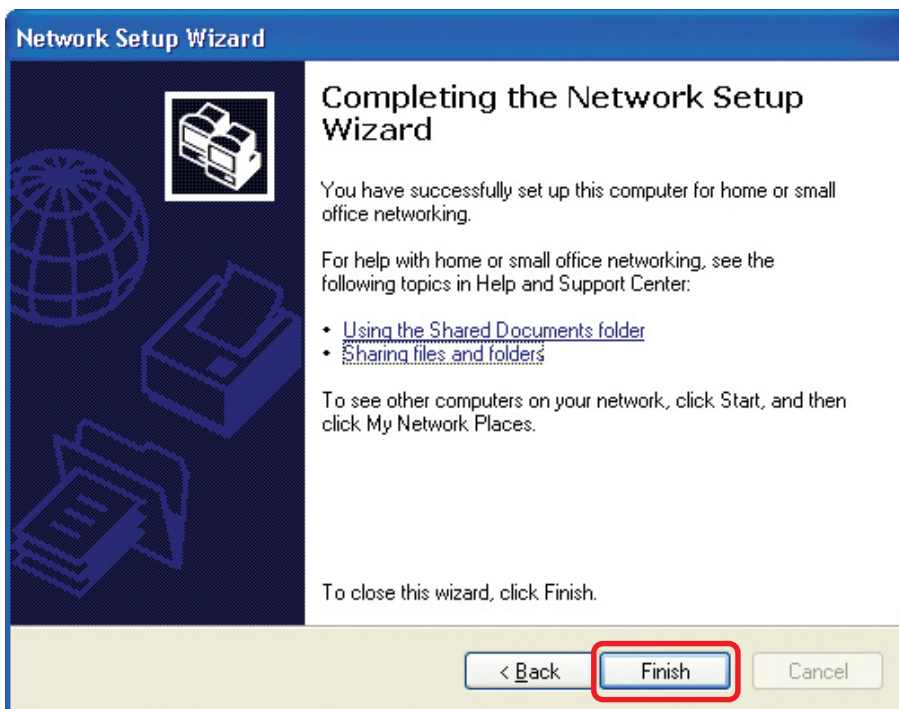 Network Setup Wizard
Completing the Network Setup
Wizard
You have successfully set up this computer for home or small
office networking.
For help with home or small office networking, see the
following topics in Help and Support Center:
• Using the Shared Documents folder
• Sharing files and folders
To see other computers on your network, click Start, and then
click My Network Places.
To close this wizard, click Finish.
< Back
Finish
Cancel